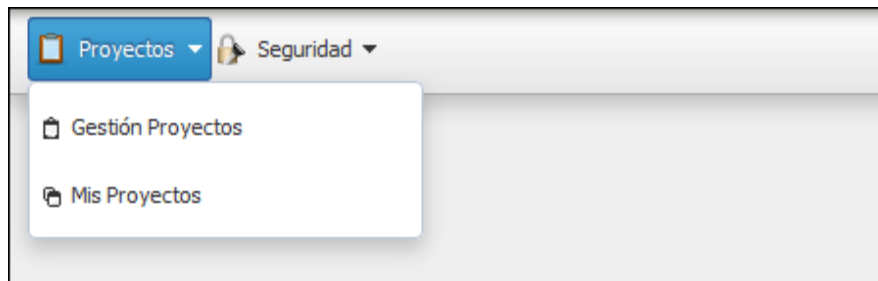 Proyectos Seguridad
Gestión Proyectos
Mis Proyectos